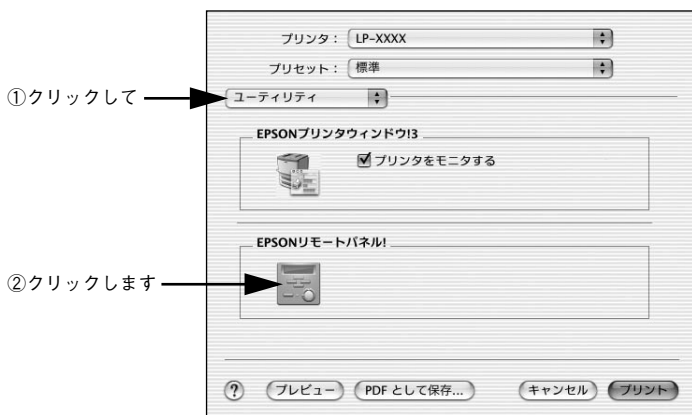 プリンタ： LP-XXXX
プリセット： 標準
①クリックして
ユーティリティ
EPSONプリンタウィンドウ!3
プリンタをモニタする
EPSONリモートパネル!
②クリックします
? プレビュー PDF として保存... キャンセル プリント